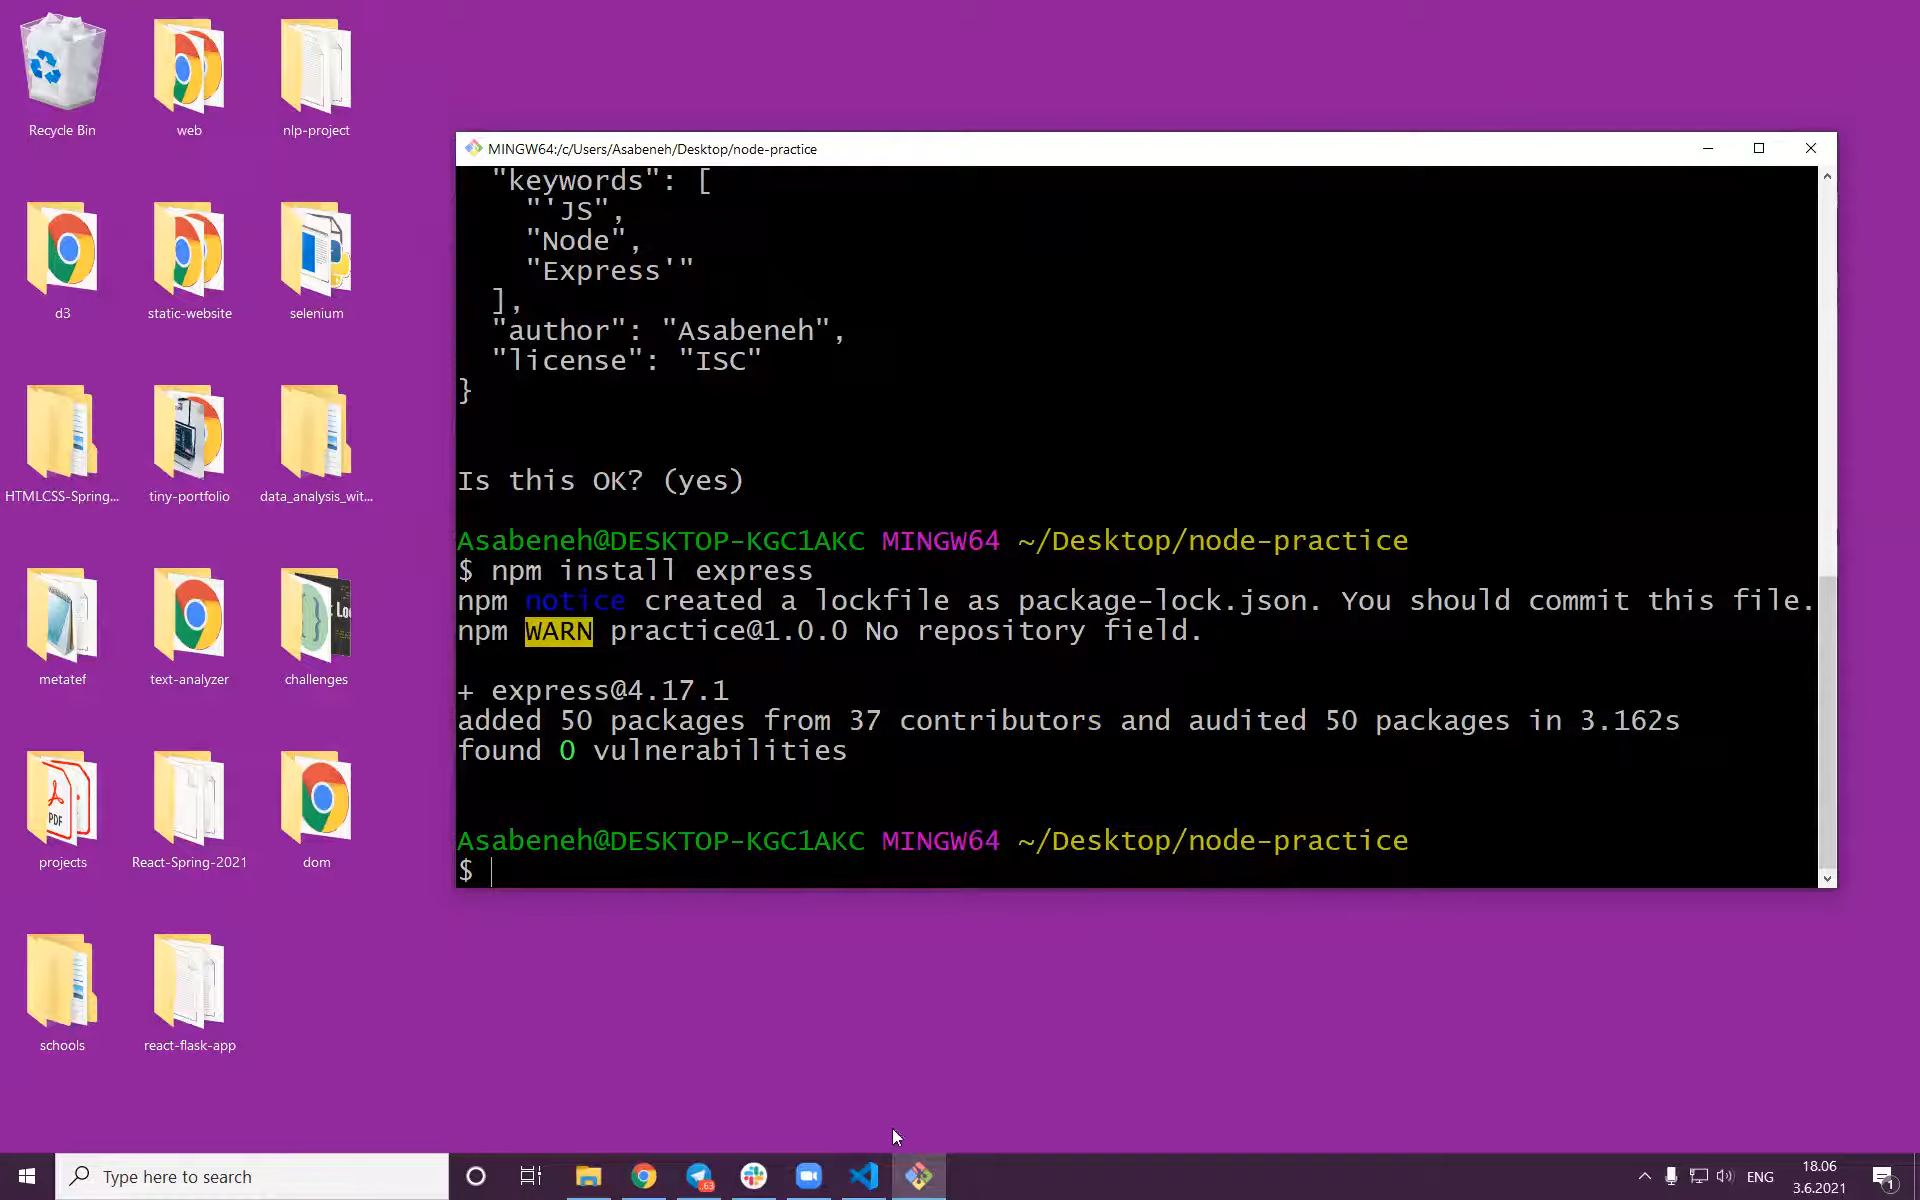 Recycle Bin
web
nlp-project
d3
static-website
selenium
HTMLCSS-Spring...
tiny-portfolio
data_analysis_wit...
metatef
text-analyzer
challenges
PDF
projects
React-Spring-2021
dom
schools
react-flask-app
MINGW64:/c/Users/Asabeneh/Desktop/node-practice
"keywords": [
"'JS",
"Node",
"Express'"
],
"author": "Asabeneh",
"license": "ISC"
}
Is this OK? (yes)
Asabeneh@DESKTOP-KGC1AKC MINGW64 ~/Desktop/node-practice
$ npm install express
npm notice created a lockfile as package-lock.json. You should commit this file.
npm WARN practice@1.0.0 No repository field.
+ express@4.17.1
added 50 packages from 37 contributors and audited 50 packages in 3.162s
found 0 vulnerabilities
Asabeneh@DESKTOP-KGC1AKC MINGW64 ~/Desktop/node-practice
$
Type here to search
63
ENG
18.06
3.6.2021
1